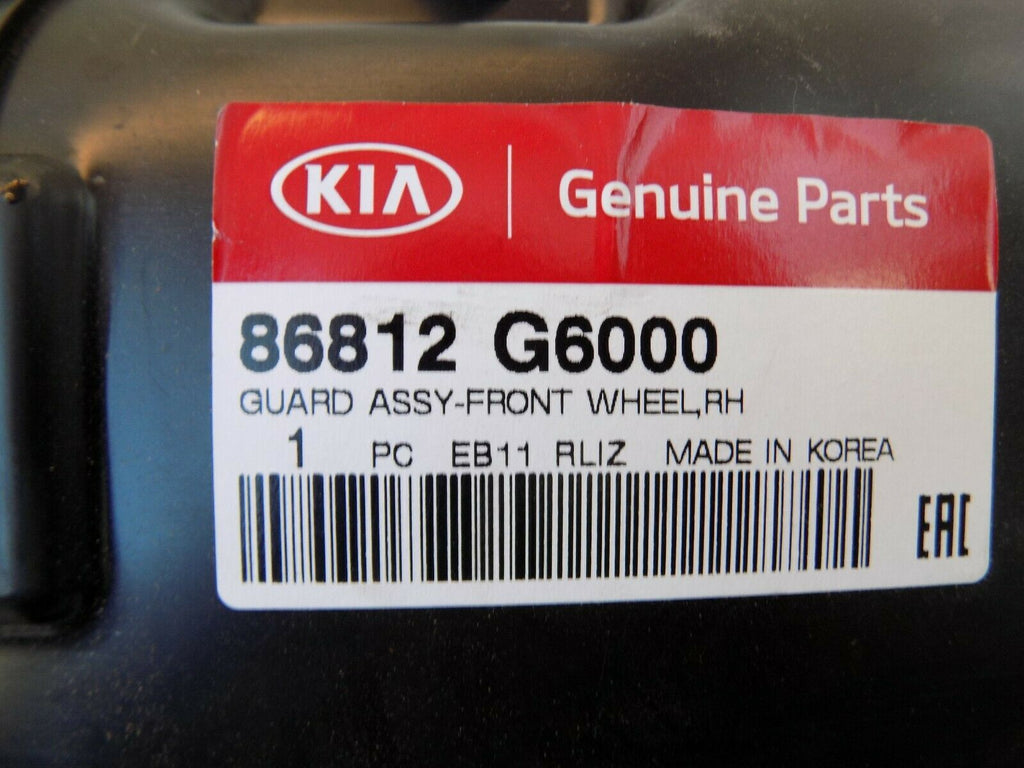 KIA Genuine Parts
86812 G6000
GUARD ASSY-FRONT WHEEL,RH
1 PC EB11 RLIZ MADE IN KOREA
EAC